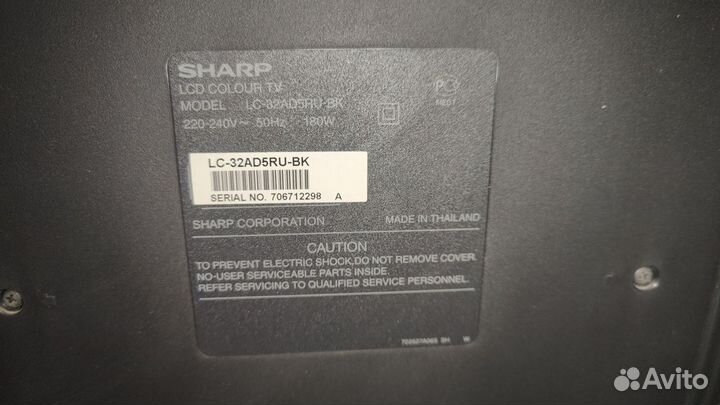 SHARP
LCD COLOUR TV
MODEL LC-32AD5RU-BK
220-240V~ 50Hz 180W
LC-32AD5RU-BK
SERIAL NO. 706712298 A
SHARP CORPORATION MADE IN THAILAND
CAUTION
TO PREVENT ELECTRIC SHOCK,DO NOT REMOVE COVER.
NO-USER SERVICEABLE PARTS INSIDE.
REFER SERVICING TO QUALIFIED SERVICE PERSONNEL.
Avito